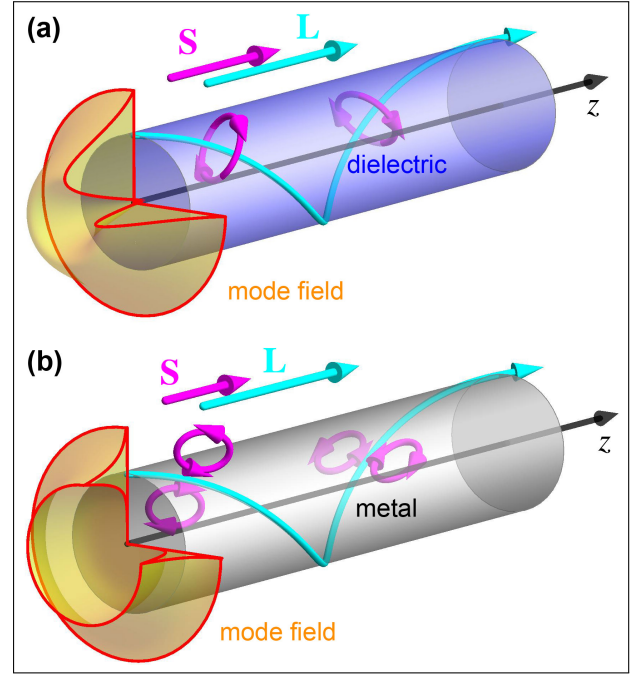 (a)
S
L
z
dielectric
mode field
(b)
S
L
z
metal
mode field